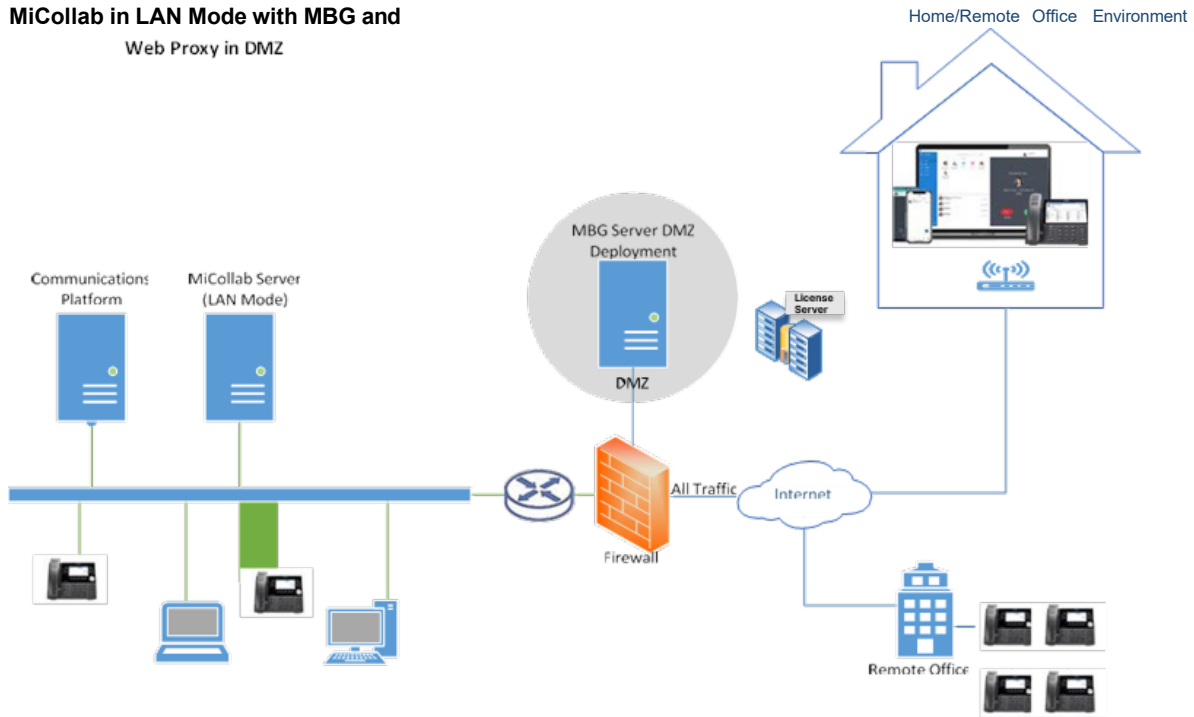 MiCollab in LAN Mode with MBG and
Web Proxy in DMZ
Home/Remote Office Environment
MBG Server DMZ
Deployment
Communications
Platform
MiCollab Server
(LAN Mode)
License
Server
DMZ
All Traffic
Internet
Firewall
Remote Office